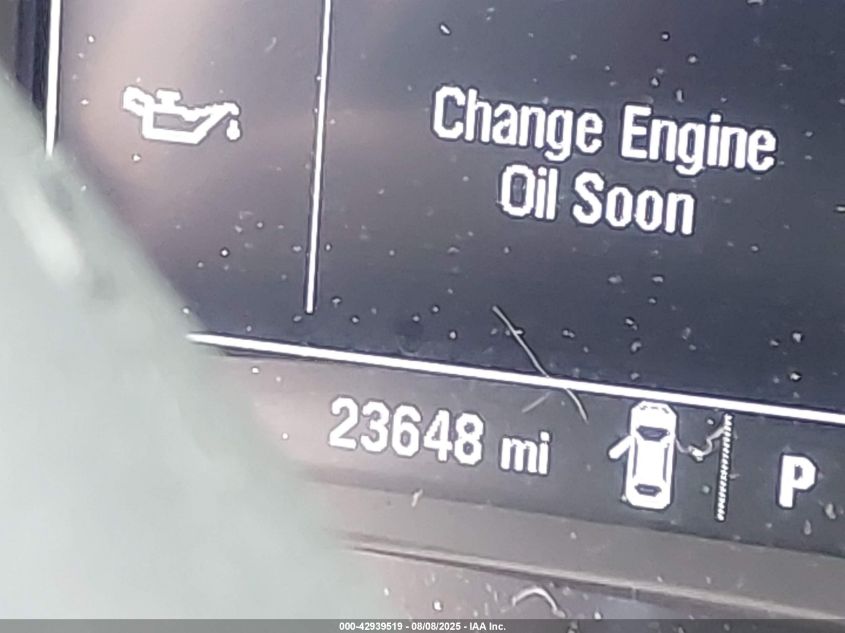 Change Engine
Oil Soon
23648 mi
P
000-42939519 - 08/08/2025 - IAA Inc.